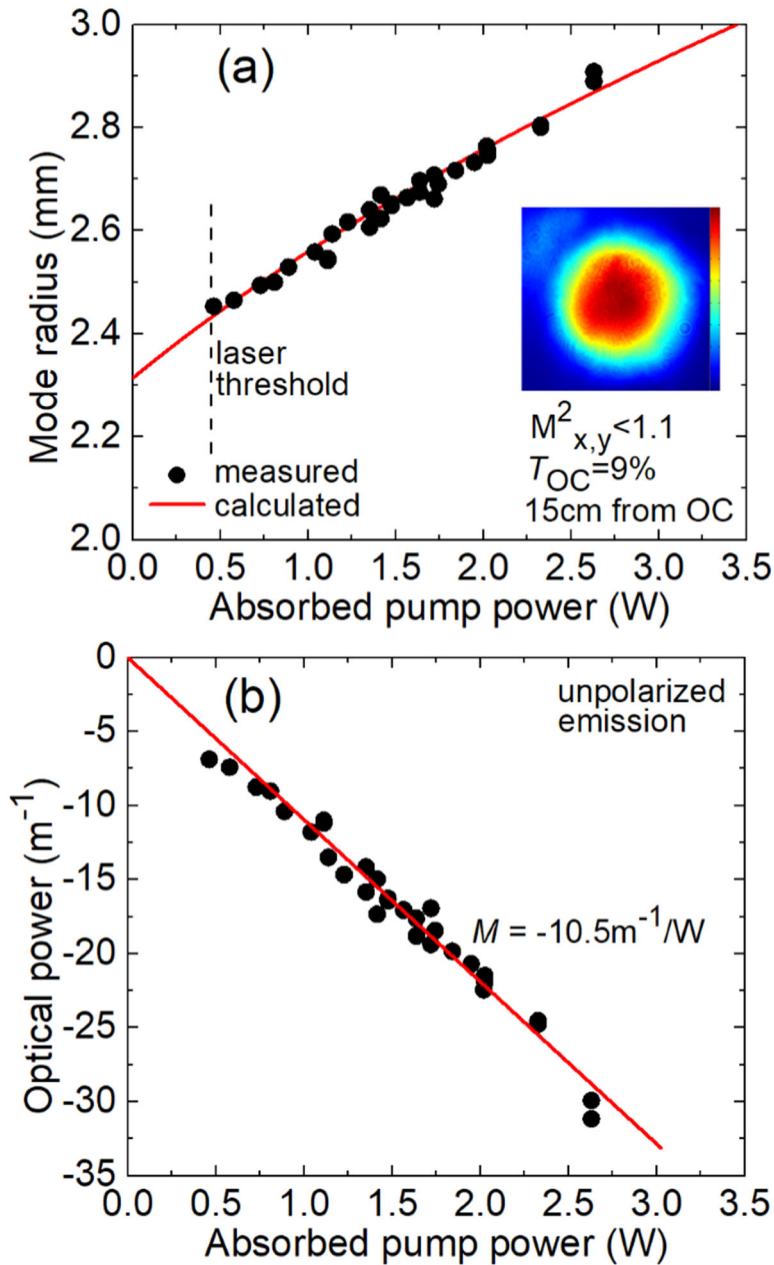 (a)
3.0
2.8
2.6
2.4
2.2
2.0
Mode radius (mm)
laser
threshold
measured
calculated
M²x,y<1.1
TOC=9%
15cm from OC
0.0 0.5 1.0 1.5 2.0 2.5 3.0 3.5
Absorbed pump power (W)
(b)
unpolarized
emission
0
-5
-10
-15
-20
-25
-30
-35
Optical power (m⁻¹)
M = -10.5m⁻¹/W
0.0 0.5 1.0 1.5 2.0 2.5 3.0 3.5
Absorbed pump power (W)